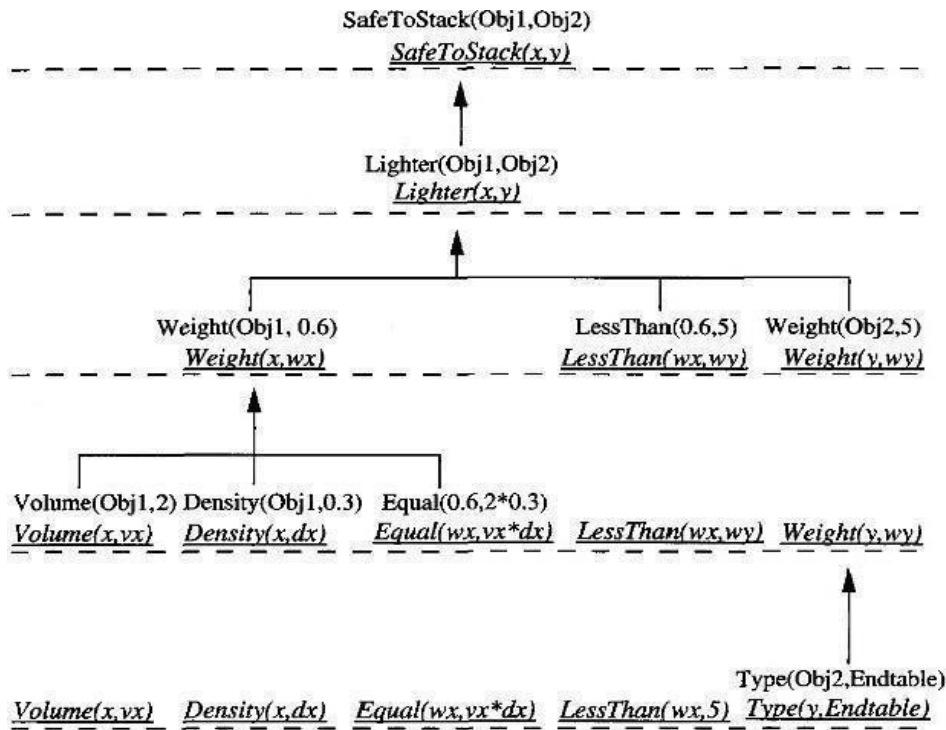 SafeToStack(Obj1,Obj2)
SafeToStack(x,y)
Lighter(Obj1,Obj2)
Lighter(x,y)
Weight(Obj1, 0.6) LessThan(0.6,5) Weight(Obj2,5)
Weight(x,wx) LessThan(wx,wy) Weight(y,wy)
Volume(Obj1,2) Density(Obj1,0.3) Equal(0.6,2*0.3)
Volume(x,vx) Density(x,dx) Equal(wx,vx*dx) LessThan(wx,wy) Weight(y,wy)
Type(Obj2,Endtable)
Volume(x,vx) Density(x,dx) Equal(wx,vx*dx) LessThan(wx,5) Type(y,Endtable)